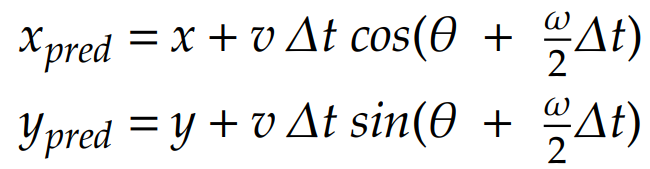 x_pred = x + v Δt cos(θ + ω/2 Δt)
y_pred = y + v Δt sin(θ + ω/2 Δt)